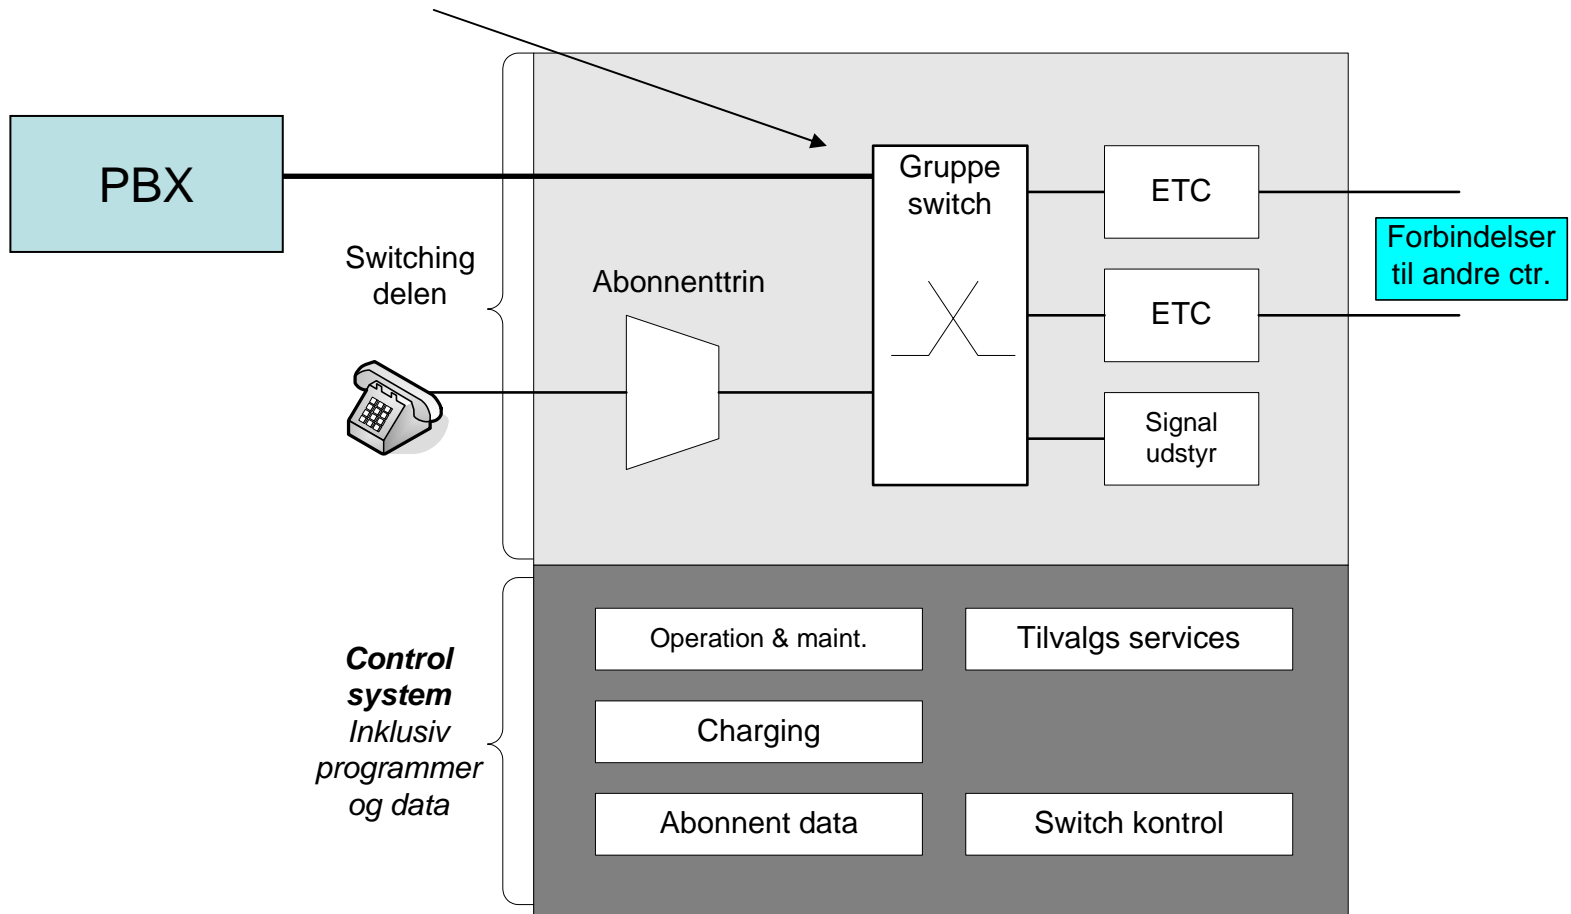 PBX
Switching
delen
Abonnenttrin
Gruppe
switch
ETC
ETC
Signal
udstyr
Forbindelser
til andre ctr.
Control
system
Inklusiv
programmer
og data
Operation & maint.
Tilvalgs services
Charging
Abonnent data
Switch kontrol